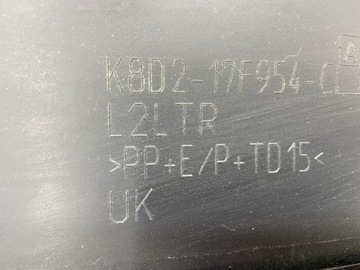 K8D2-17F954-C A
L2LTR
>PP+E/P+TD15<
UK